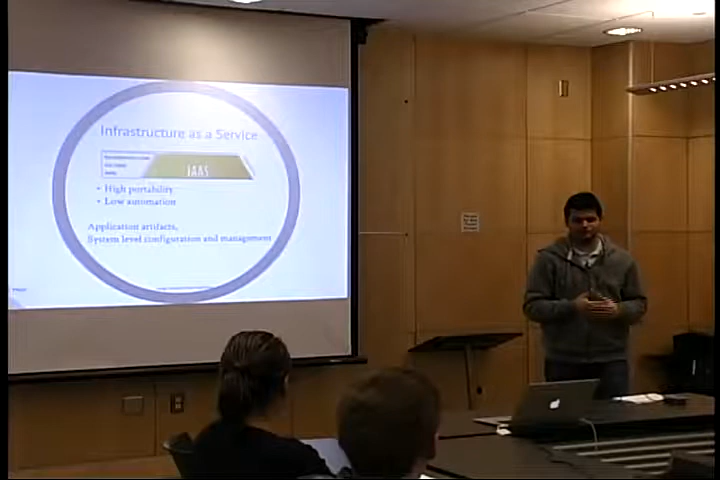 Infrastructure as a Service
IAAS
• High portability
• Low automation
Application artifacts,
System level configuration and management